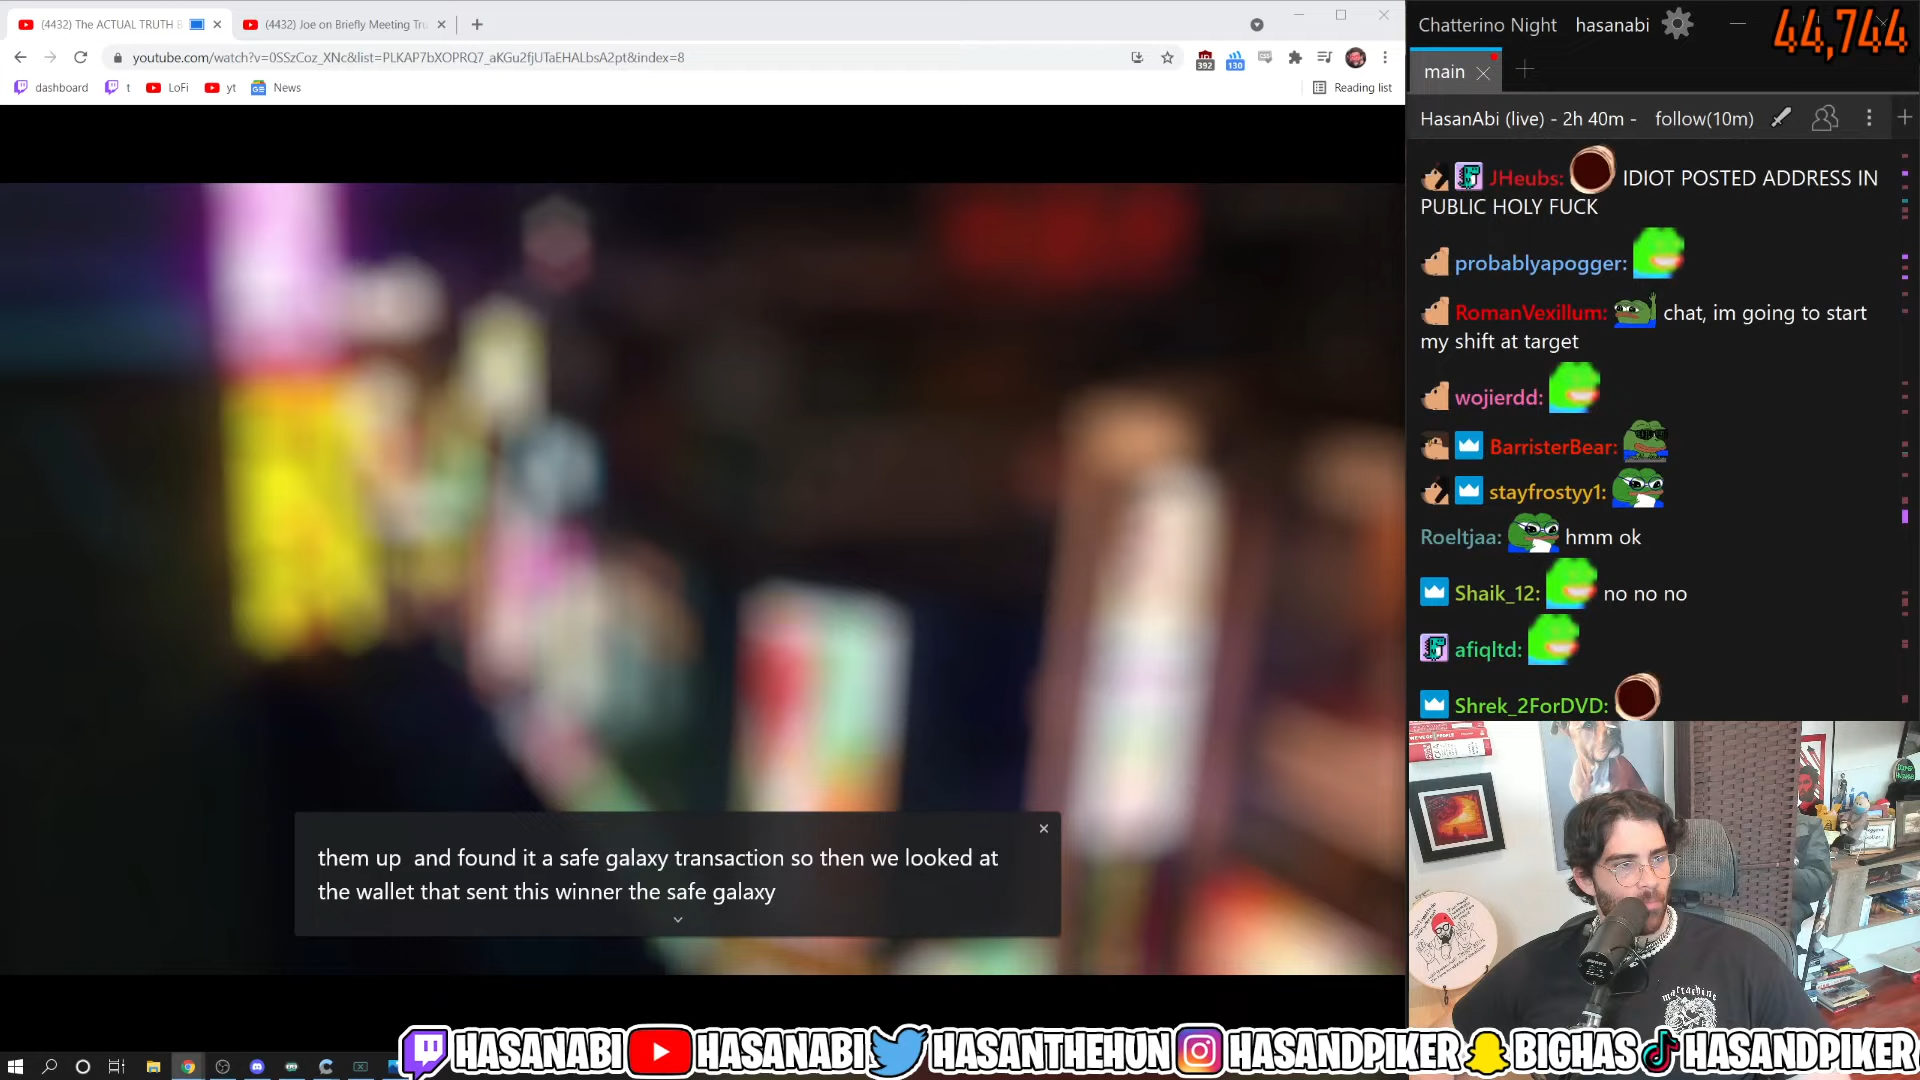 (4432) The ACTUAL TRUTH B
(4432) Joe on Briefly Meeting Tru
youtube.com/watch?v=0SSzCoz_XNc&list=PLKAP7bXOPRQ7_aKGu2fjUTaEHALbsA2pt&index=8
392
130
dashboard
t
LoFi
yt
News
Reading list
them up and found it a safe galaxy transaction so then we looked at
the wallet that sent this winner the safe galaxy
Chatterino Night
hasanabi
44,744
main
HasanAbi (live) - 2h 40m -
follow(10m)
JHeubs: IDIOT POSTED ADDRESS IN
PUBLIC HOLY FUCK
probablyapogger:
RomanVexillum: chat, im going to start
my shift at target
wojierdd:
BarristerBear:
stayfrostyy1:
Roeltjaa: hmm ok
Shaik_12: no no no
afiqltd:
Shrek_2ForDVD:
HASANABI
HASANABI
HASANTHEHUN
HASANDPIKER
BIGHAS
HASANDPIKER